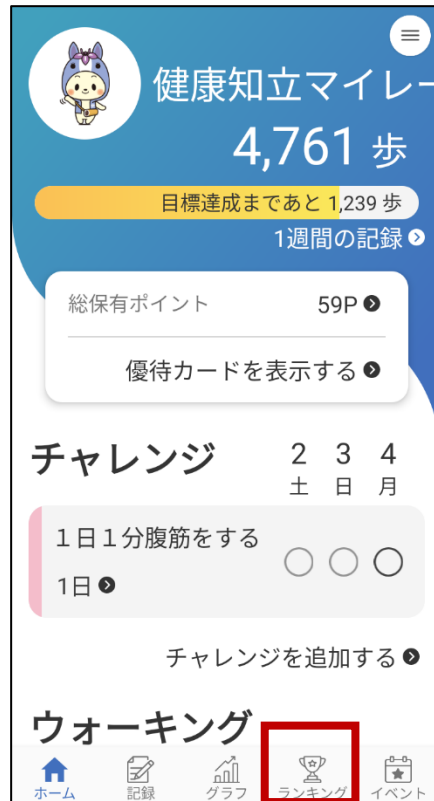 健康知立マイレー
4,761 歩
目標達成まであと 1,239 歩
1週間の記録
総保有ポイント 59P
優待カードを表示する
チャレンジ 2 3 4
土 日 月
１日１分腹筋をする
1日
チャレンジを追加する
ウォーキング
ホーム 記録 グラフ ランキング イベント